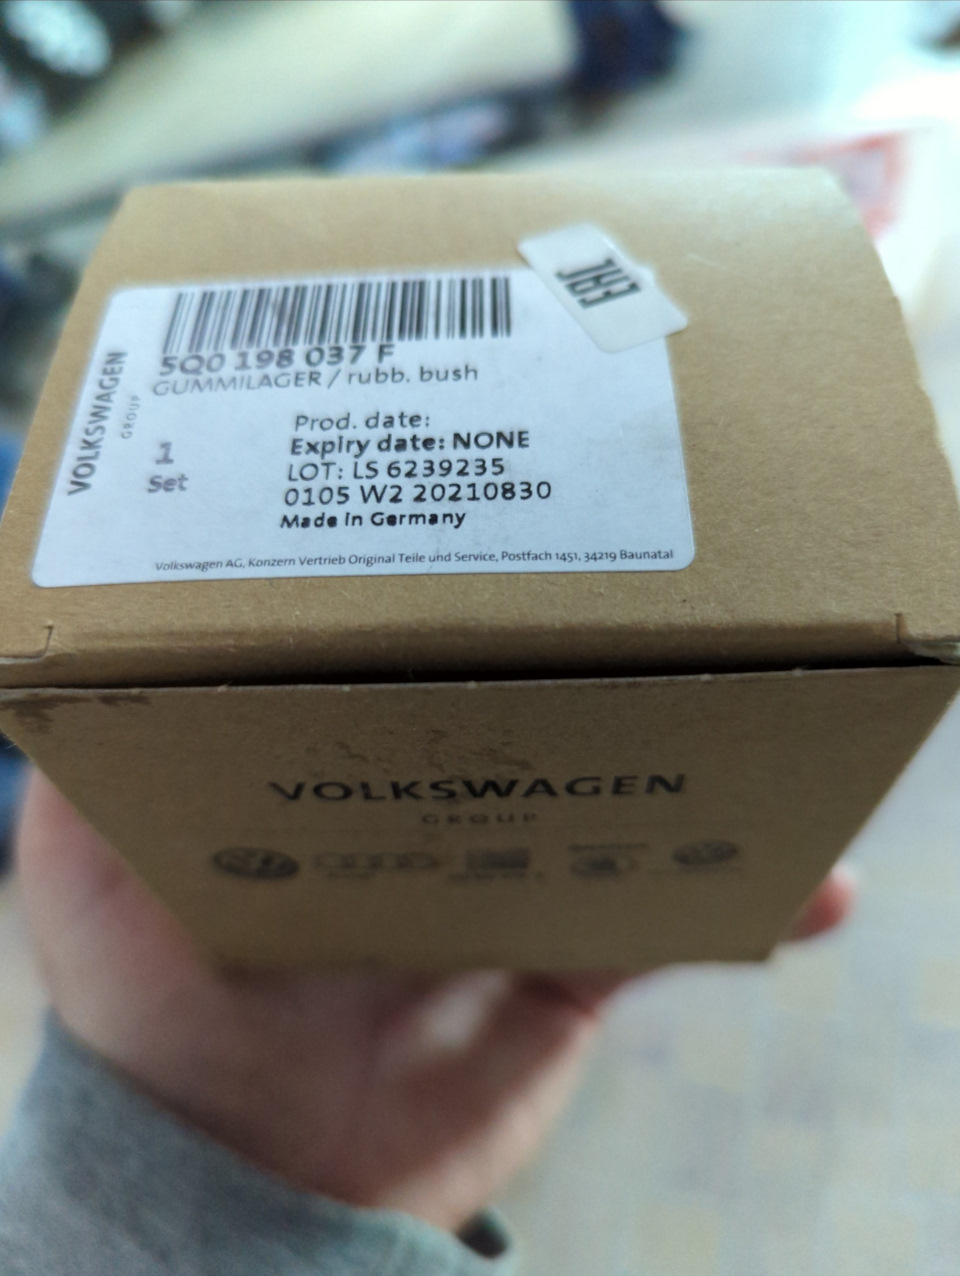 JH3
5Q0 198 037 F
GUMMILAGER / rubb. bush
VOLKSWAGEN
GROUP
1
Set
Prod. date:
Expiry date: NONE
LOT: LS 6239235
0105 W2 20210830
Made in Germany
Volkswagen AG, Konzern Vertrieb Original Teile und Service, Postfach 1451, 34219 Baunatal
VOLKSWAGEN
GROUP